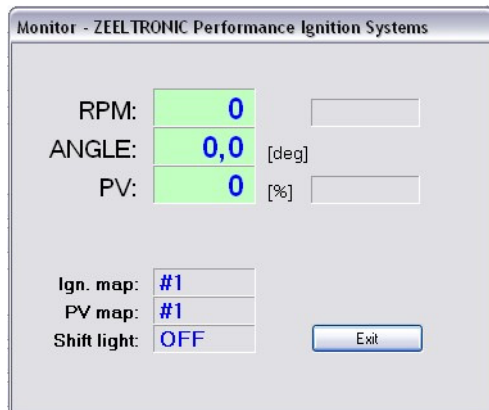 Monitor - ZEELTRONIC Performance Ignition Systems
RPM: 0
ANGLE: 0,0 [deg]
PV: 0 [%]
Ign. map: #1
PV map: #1
Shift light: OFF
Exit